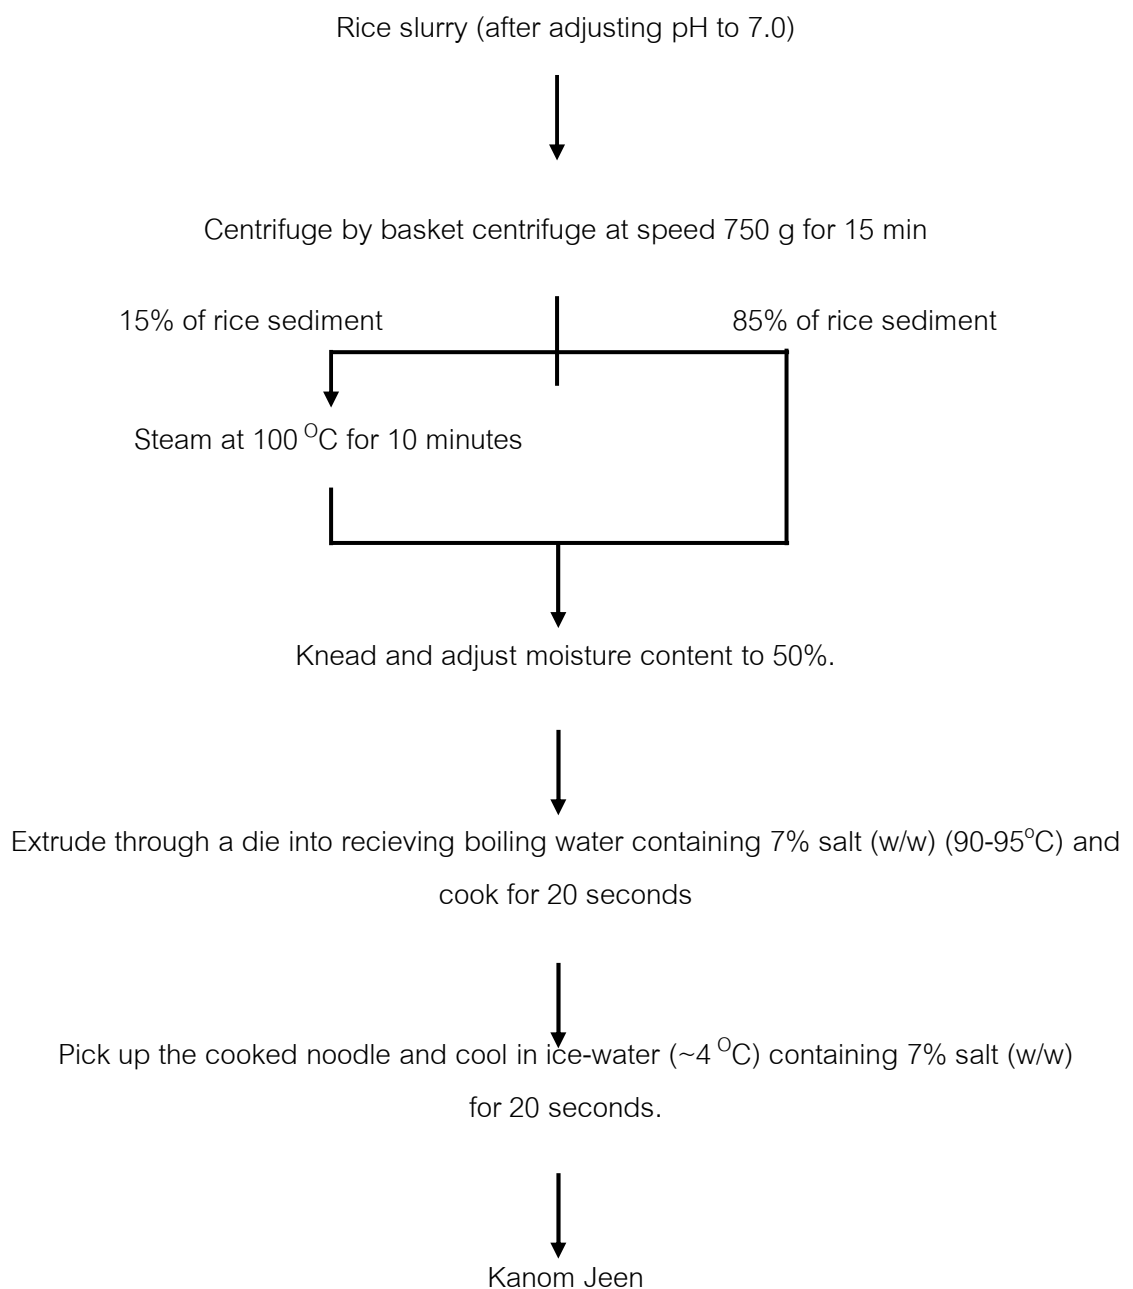 Rice slurry (after adjusting pH to 7.0)
Centrifuge by basket centrifuge at speed 750 g for 15 min
15% of rice sediment
85% of rice sediment
Steam at 100 ᴼC for 10 minutes
Knead and adjust moisture content to 50%.
Extrude through a die into recieving boiling water containing 7% salt (w/w) (90-95ᵒC) and
cook for 20 seconds
Pick up the cooked noodle and cool in ice-water (~4 ᴼC) containing 7% salt (w/w)
for 20 seconds.
Kanom Jeen